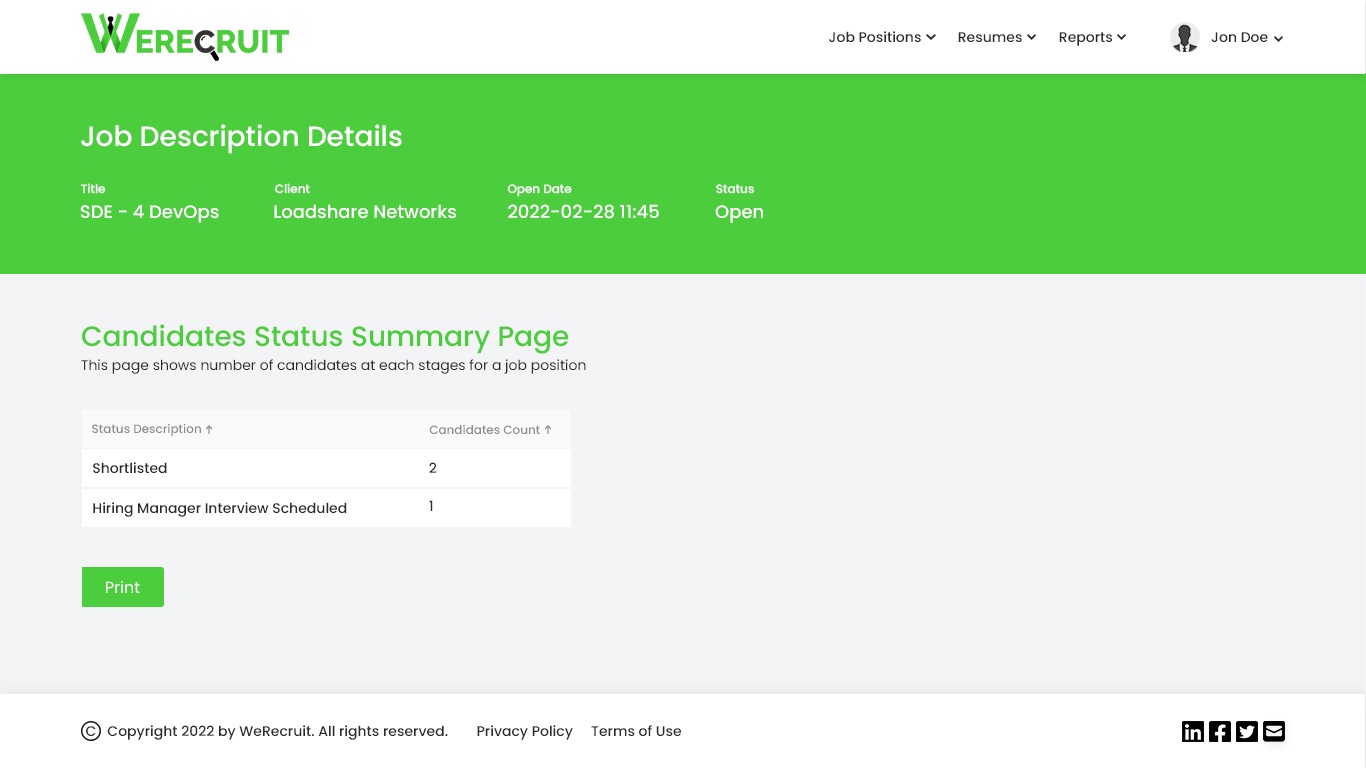 WERECRUIT
Job Positions Resumes Reports Jon Doe
Job Description Details
Title Client Open Date Status
SDE - 4 DevOps Loadshare Networks 2022-02-28 11:45 Open
Candidates Status Summary Page
This page shows number of candidates at each stages for a job position
Status Description ↑ Candidates Count ↑
Shortlisted 2
Hiring Manager Interview Scheduled 1
Print
© Copyright 2022 by WeRecruit. All rights reserved. Privacy Policy Terms of Use